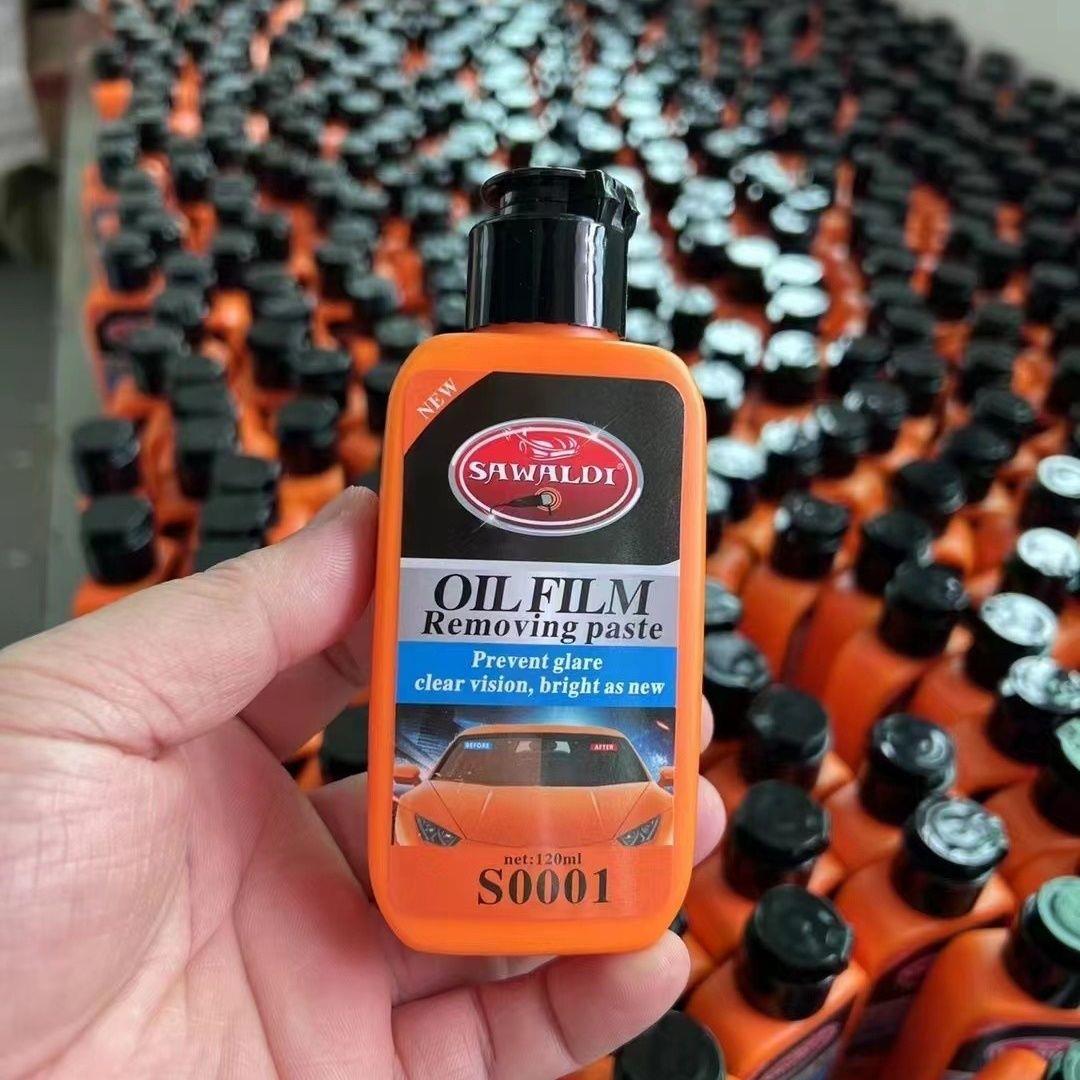 NEW
SAWALDI®
OIL FILM
Removing paste
Prevent glare
clear vision, bright as new
BEFORE
AFTER
net:120ml
S0001